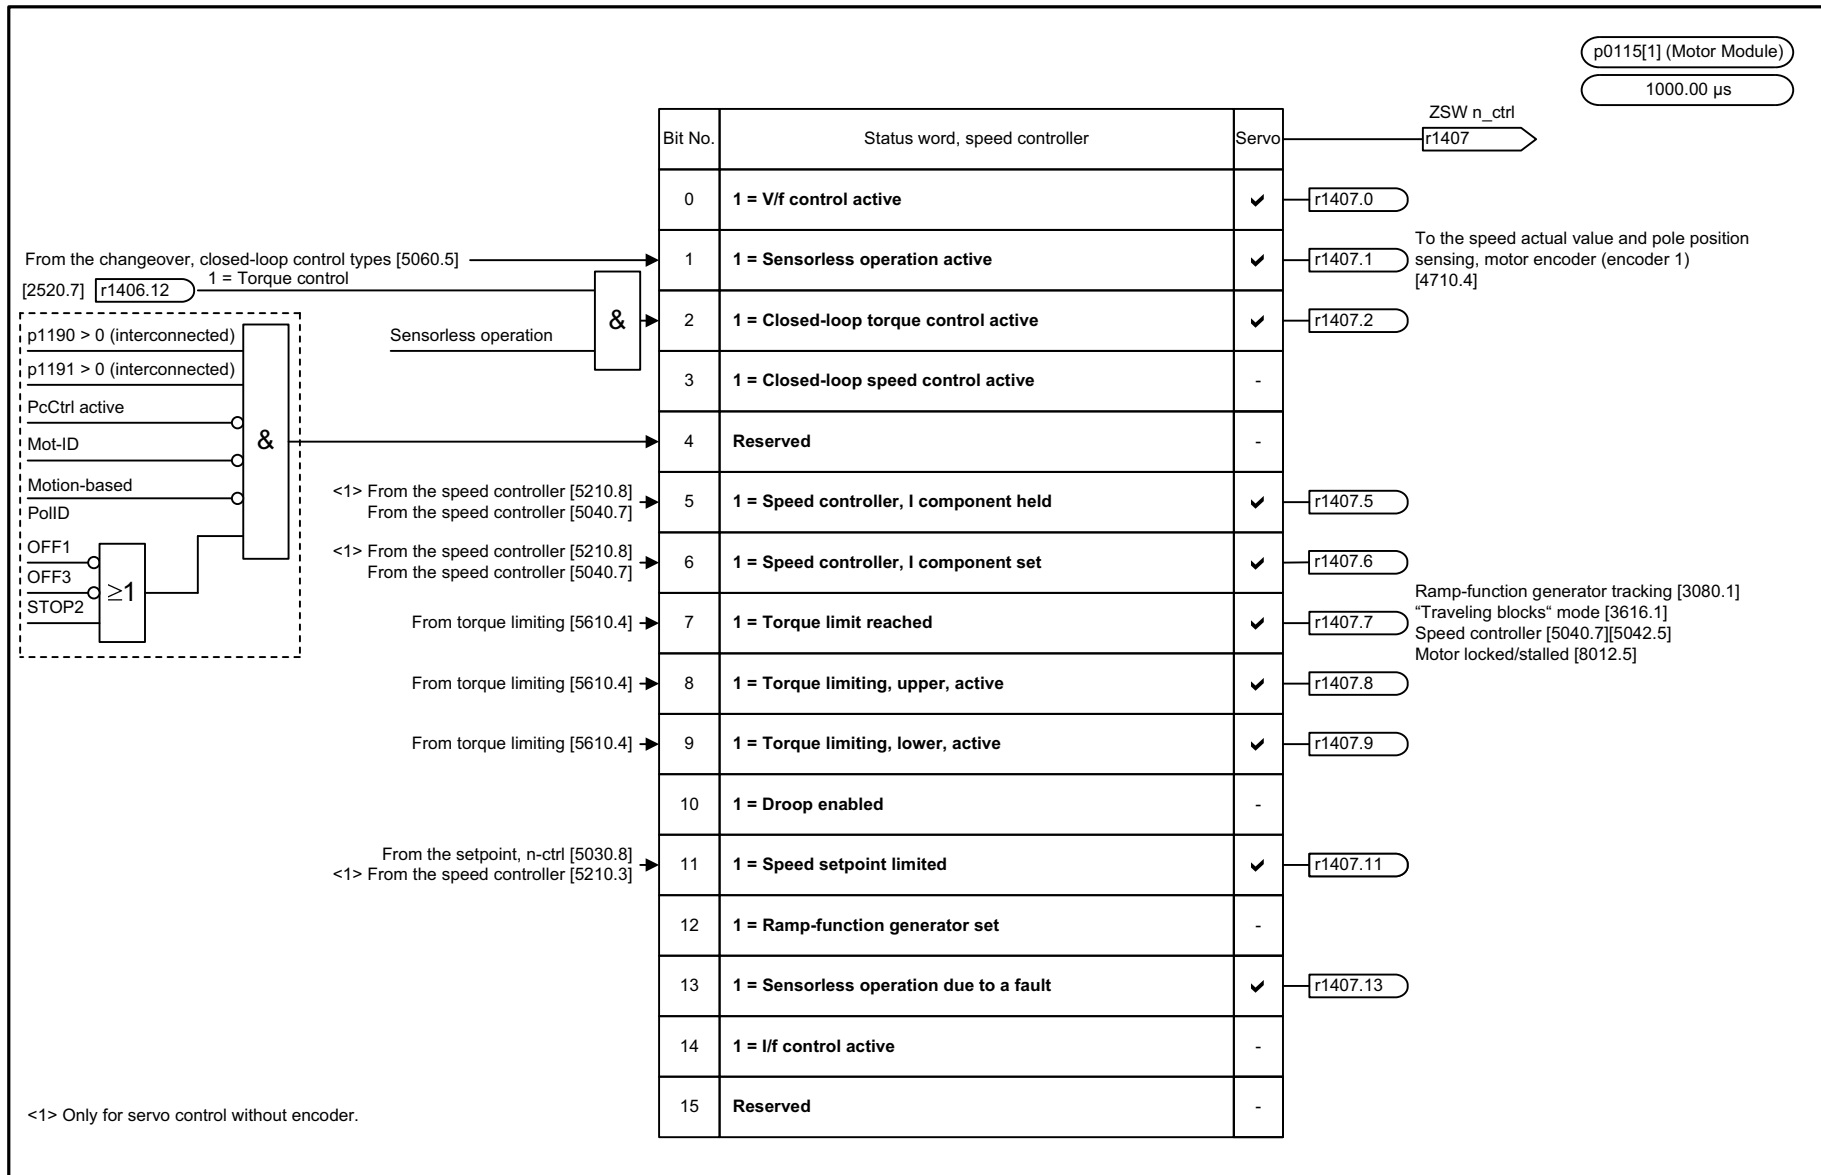 p0115[1] (Motor Module)
1000.00 µs
ZSW n_ctrl
r1407
Bit No. Status word, speed controller Servo
0 1 = V/f control active ✔ r1407.0
From the changeover, closed-loop control types [5060.5]
1 1 = Sensorless operation active ✔ r1407.1
To the speed actual value and pole position
sensing, motor encoder (encoder 1)
[4710.4]
[2520.7] r1406.12 1 = Torque control
Sensorless operation
&
2 1 = Closed-loop torque control active ✔ r1407.2
3 1 = Closed-loop speed control active -
p1190 > 0 (interconnected)
p1191 > 0 (interconnected)
PcCtrl active
Mot-ID
Motion-based
PolID
&
OFF1
OFF3
STOP2
≥1
4 Reserved -
<1> From the speed controller [5210.8]
From the speed controller [5040.7]
5 1 = Speed controller, I component held ✔ r1407.5
<1> From the speed controller [5210.8]
From the speed controller [5040.7]
6 1 = Speed controller, I component set ✔ r1407.6
From torque limiting [5610.4] 7 1 = Torque limit reached ✔ r1407.7
Ramp-function generator tracking [3080.1]
“Traveling blocks“ mode [3616.1]
Speed controller [5040.7][5042.5]
Motor locked/stalled [8012.5]
From torque limiting [5610.4] 8 1 = Torque limiting, upper, active ✔ r1407.8
From torque limiting [5610.4] 9 1 = Torque limiting, lower, active ✔ r1407.9
10 1 = Droop enabled -
From the setpoint, n-ctrl [5030.8]
<1> From the speed controller [5210.3]
11 1 = Speed setpoint limited ✔ r1407.11
12 1 = Ramp-function generator set -
13 1 = Sensorless operation due to a fault ✔ r1407.13
14 1 = I/f control active -
15 Reserved -
<1> Only for servo control without encoder.